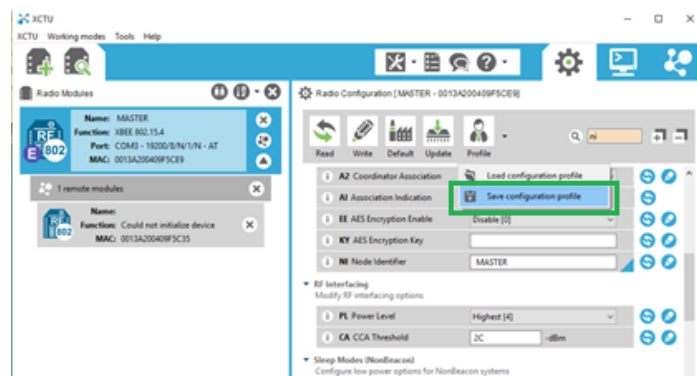 XCTU
XCTU Working modes Tools Help
Radio Modules
Radio Configuration [MASTER - 0013A200409F5CE9]
Name: MASTER
Function: XBEE 802.15.4
Port: COM3 - 19200/8/N/1/N - AT
MAC: 0013A200409F5CE9
E 802
1 remote modules
Name:
Function: Could not initialize device
MAC: 0013A200409F5C35
802
Read Write Default Update Profile
ni
Load configuration profile
Save configuration profile
A2 Coordinator Association
AI Association Indication
EE AES Encryption Enable Disable [0]
KY AES Encryption Key
NI Node Identifier MASTER
RF Interfacing
Modify RF interfacing options
PL Power Level Highest [4]
CA CCA Threshold 2C -dBm
Sleep Modes (NonBeacon)
Configure low power options for NonBeacon systems